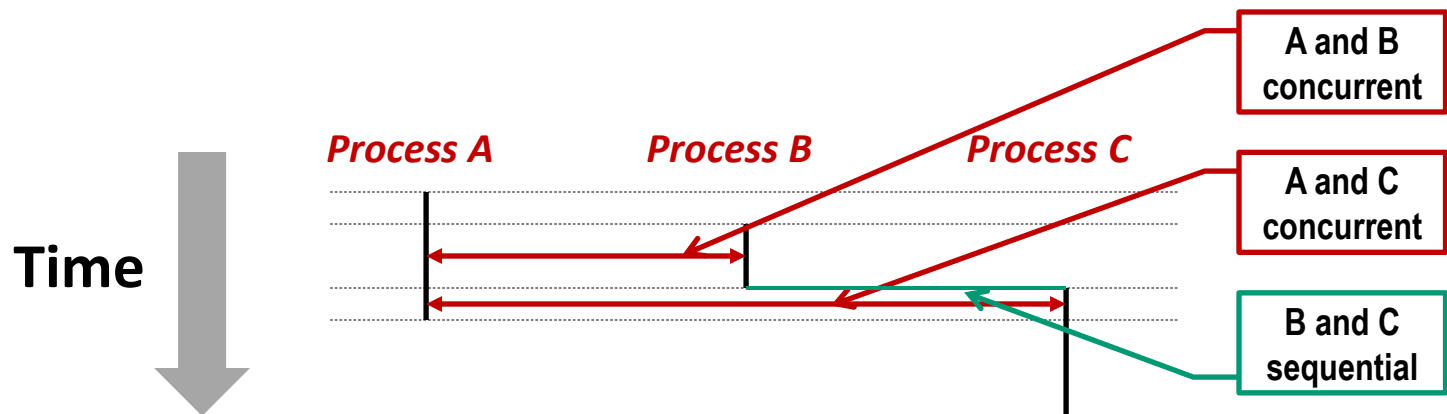 A and B
concurrent
Process A
Process B
Process C
A and C
concurrent
Time
B and C
sequential